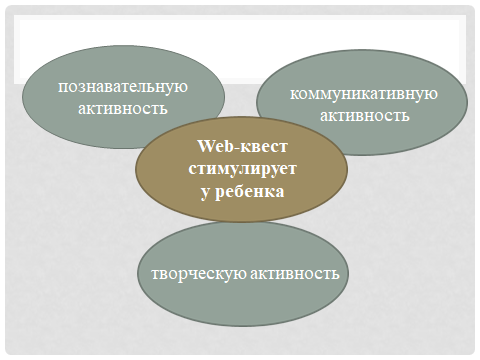 познавательную
активность
коммуникативную
активность
Web-квест
стимулирует
у ребенка
творческую активность